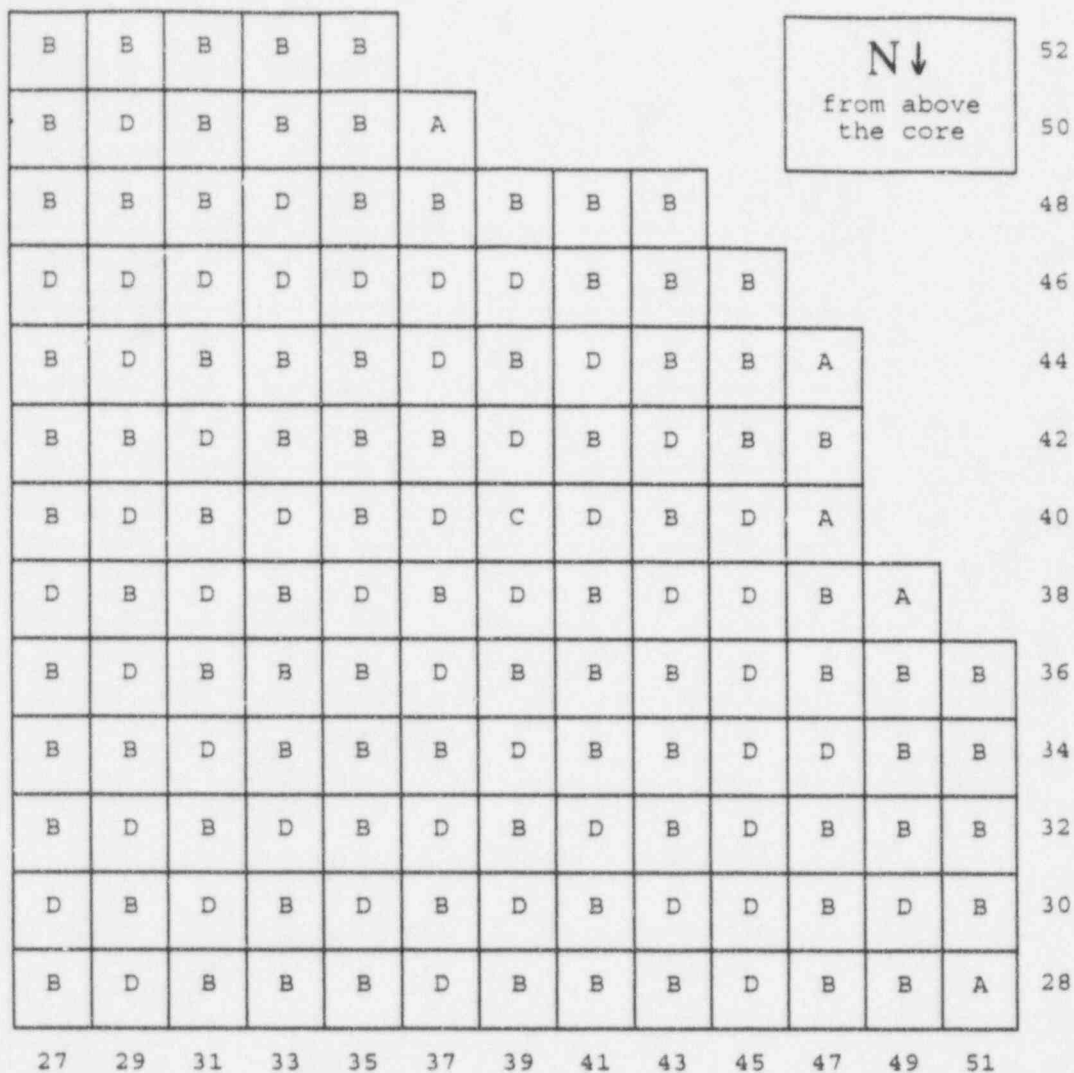 B B B B B N↓ 52
from above
the core
B D B B B A 50
B B B D B B B B B 48
D D D D D D D B B B 46
B D B B B D B D B B A 44
B B D B B B D B D B B 42
B D B D B D C D B D A 40
D B D B D B D B D D B A 38
B D B B B D B B B D B B B 36
B B D B B B D B B D D B B 34
B D B D B D B D B D B B B 32
D B D B D B D B D D B D B 30
B D B B B D B B B D B B A 28
27 29 31 33 35 37 39 41 43 45 47 49 51